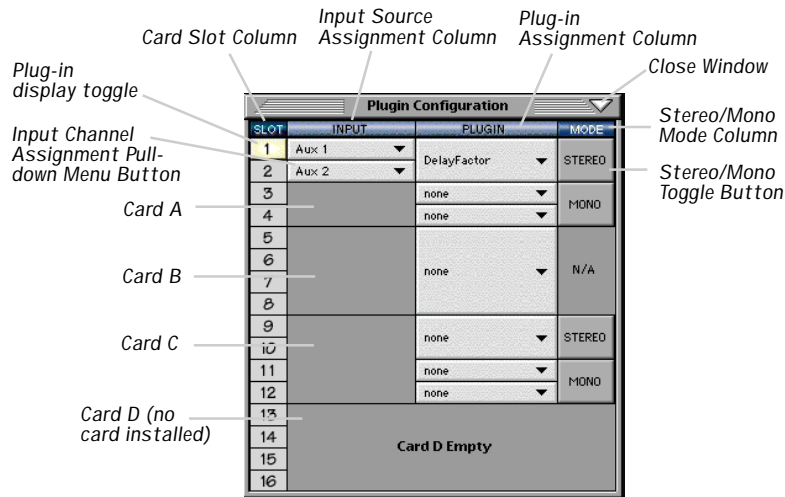 Input Source
Assignment Column
Plug-in
Assignment Column
Card Slot Column
Close Window
Plug-in
display toggle
Stereo/Mono
Mode Column
Input Channel
Assignment Pull-
down Menu Button
Stereo/Mono
Toggle Button
Card A
Card B
Card C
Card D (no
card installed)
Plugin Configuration
SLOT INPUT PLUGIN MODE
1 Aux 1 DelayFactor STEREO
2 Aux 2
3 none MONO
4 none
5
6
7 none N/A
8
9
10 none STEREO
11 none MONO
12 none
13
14 Card D Empty
15
16